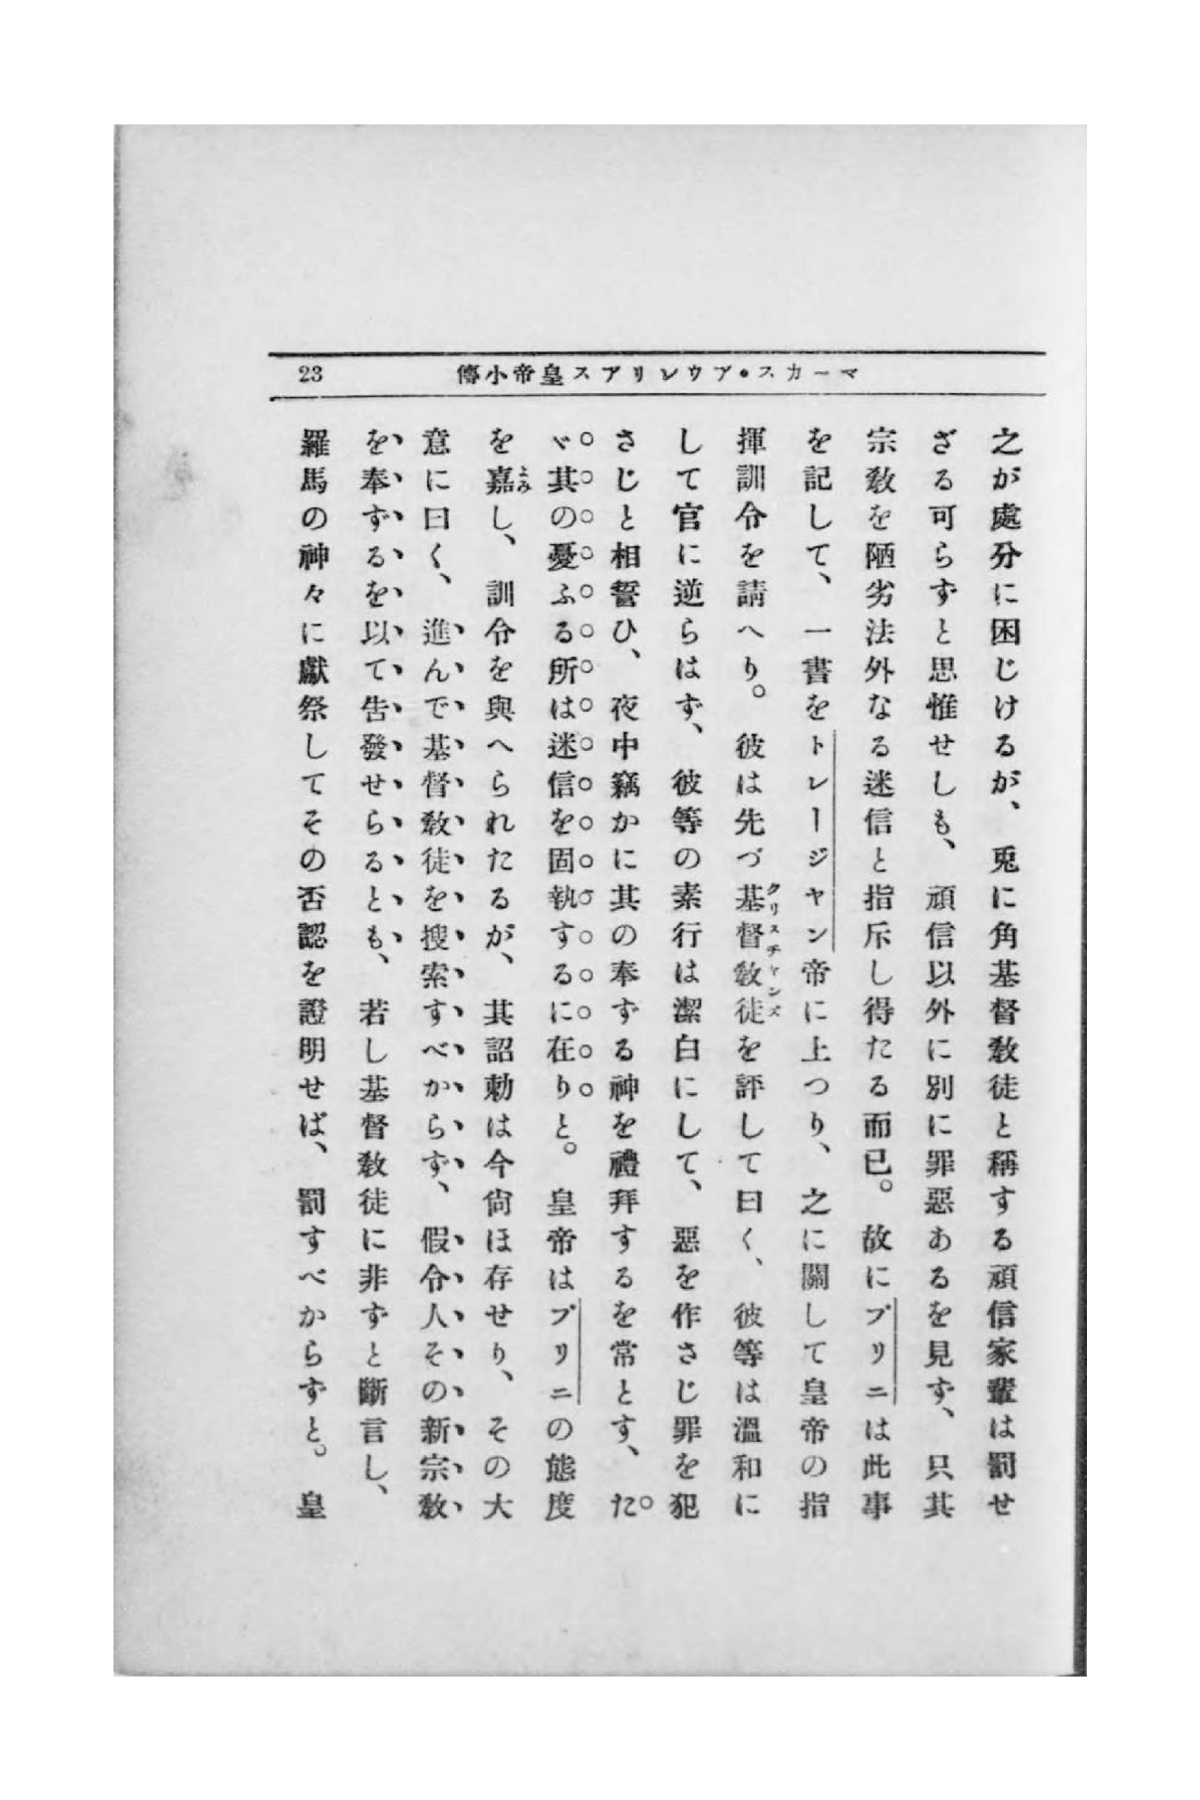 マーカス・アウレリアス皇帝小傳
23
之が處分に困じけるが、兎に角基督教徒と稱する頑信家輩は罰せ
ざる可らずと思惟せしも、頑信以外に別に罪惡あるを見ず、只其
宗教を陋劣法外なる迷信と指斥し得たる而已。故にプリニは此事
を記して、一書をトレージャン帝に上つり、之に關して皇帝の指
揮訓令を請へり。彼は先づ基督教徒クリスチャンズを評して曰く、彼等は溫和に
して官に逆らはず、彼等の素行は潔白にして、惡を作さじ罪を犯
さじと相誓ひ、夜中竊かに其の奉ずる神を禮拜するを常とす、た
ゞ其の憂ふる所は迷信を固執するに在りと。皇帝はプリニの態度
を嘉よみし、訓令を與へられたるが、其詔勅は今尙ほ存せり、その大
意に曰く、進んで基督教徒を搜索すべからず、假令人その新宗教
を奉ずるを以て吿發せらるとも、若し基督教徒に非ずと斷言し、
羅馬の神々に獻祭してその否認を證明せば、罰すべからずと。皇